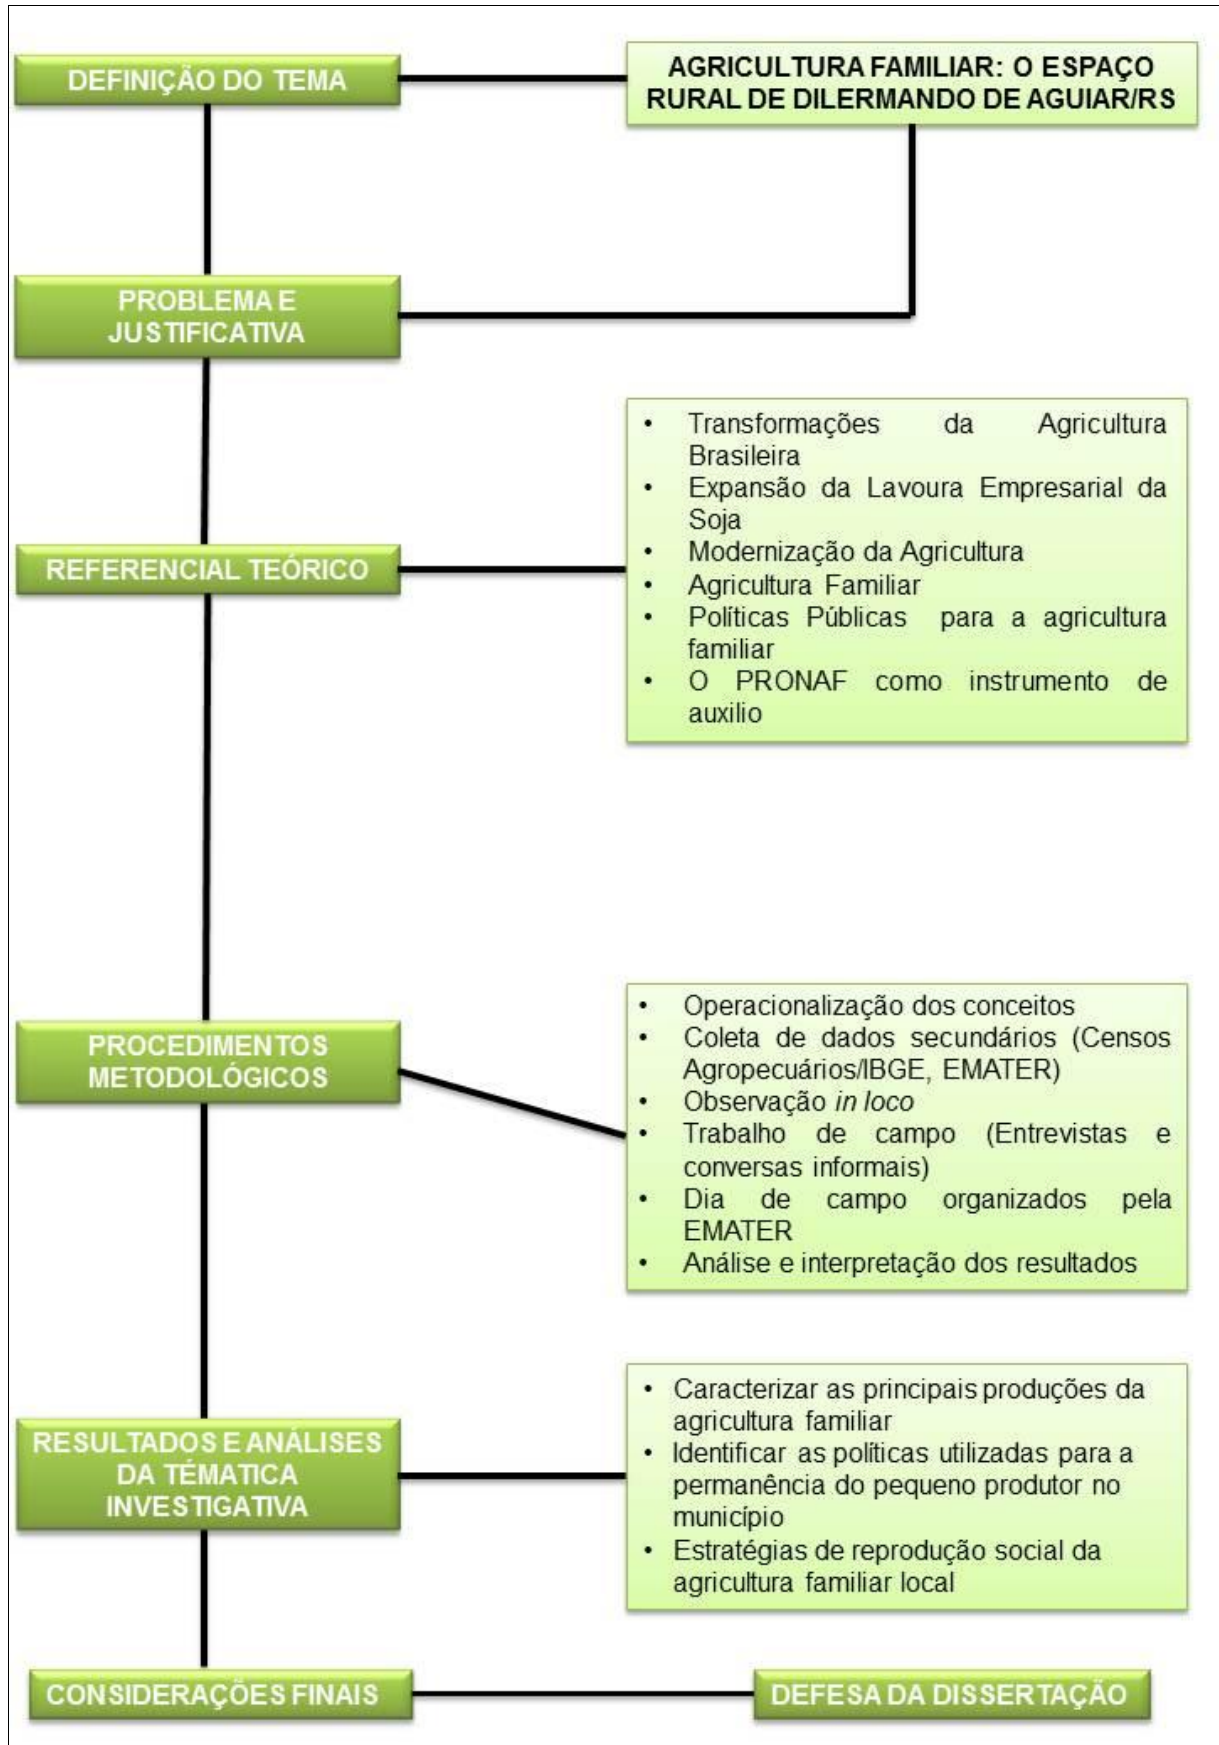 DEFINIÇÃO DO TEMA
AGRICULTURA FAMILIAR: O ESPAÇO
RURAL DE DILERMANDO DE AGUIAR/RS
PROBLEMA E
JUSTIFICATIVA
REFERENCIAL TEÓRICO
• Transformações da Agricultura
Brasileira
• Expansão da Lavoura Empresarial da
Soja
• Modernização da Agricultura
• Agricultura Familiar
• Políticas Públicas para a agricultura
familiar
• O PRONAF como instrumento de
auxilio
PROCEDIMENTOS
METODOLÓGICOS
• Operacionalização dos conceitos
• Coleta de dados secundários (Censos
Agropecuários/IBGE, EMATER)
• Observação in loco
• Trabalho de campo (Entrevistas e
conversas informais)
• Dia de campo organizados pela
EMATER
• Análise e interpretação dos resultados
RESULTADOS E ANÁLISES
DA TÉMATICA
INVESTIGATIVA
• Caracterizar as principais produções da
agricultura familiar
• Identificar as políticas utilizadas para a
permanência do pequeno produtor no
município
• Estratégias de reprodução social da
agricultura familiar local
CONSIDERAÇÕES FINAIS
DEFESA DA DISSERTAÇÃO